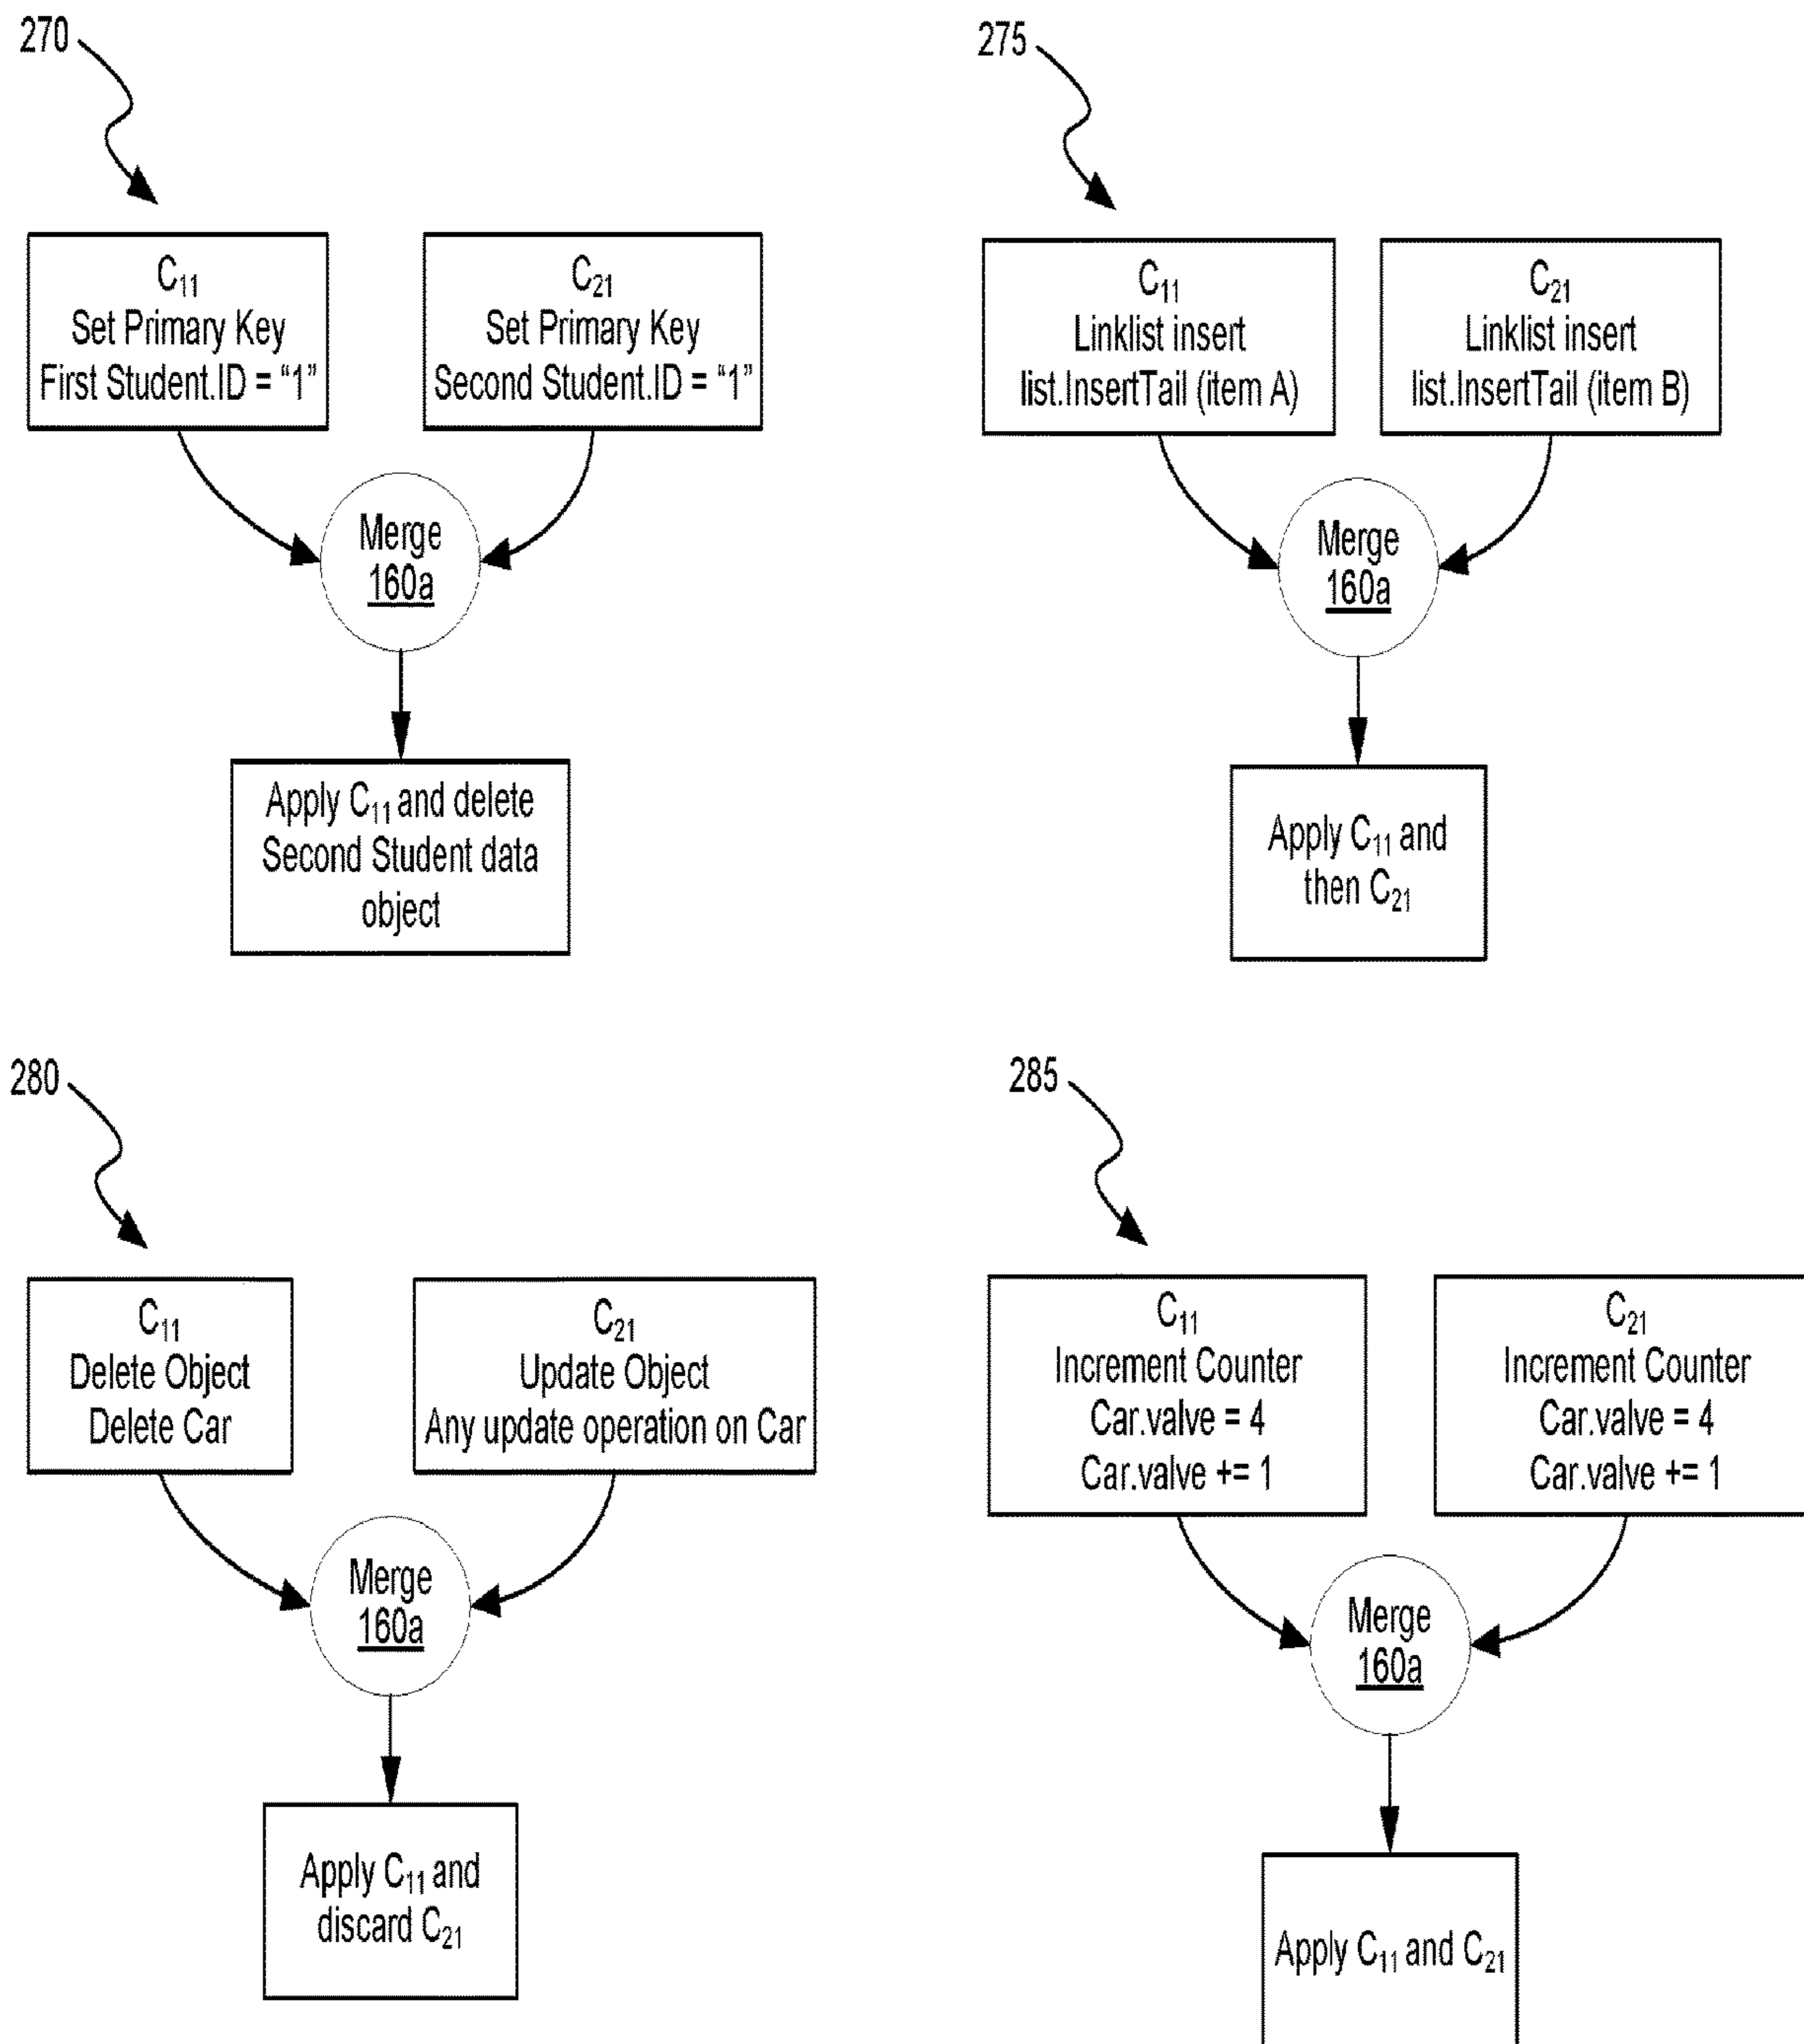 270
C11
Set Primary Key
First Student.ID = “1”
C21
Set Primary Key
Second Student.ID = “1”
Merge
160a
Apply C11 and delete
Second Student data
object
275
C11
Linklist insert
list.InsertTail (item A)
C21
Linklist insert
list.InsertTail (item B)
Merge
160a
Apply C11 and
then C21
280
C11
Delete Object
Delete Car
C21
Update Object
Any update operation on Car
Merge
160a
Apply C11 and
discard C21
285
C11
Increment Counter
Car.valve = 4
Car.valve += 1
C21
Increment Counter
Car.valve = 4
Car.valve += 1
Merge
160a
Apply C11 and C21